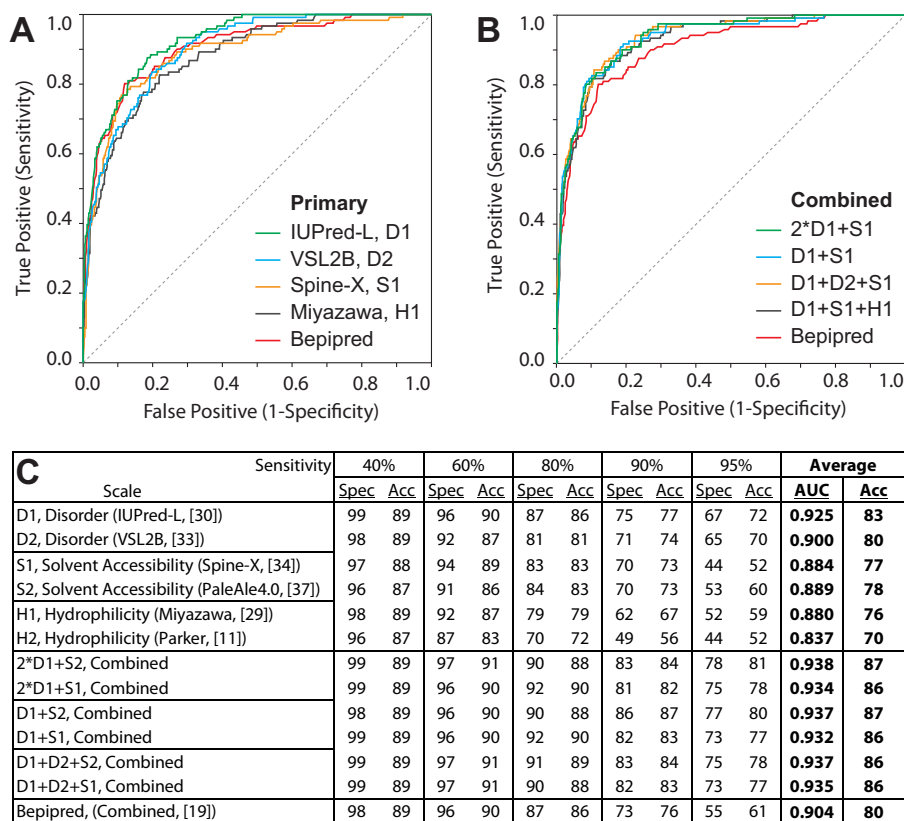 A
True Positive (Sensitivity)
1.0
0.8
0.6
0.4
0.2
0.0
Primary
IUPred-L, D1
VSL2B, D2
Spine-X, S1
Miyazawa, H1
Bepipred
0.0 0.2 0.4 0.6 0.8 1.0
False Positive (1-Specificity)
B
True Positive (Sensitivity)
1.0
0.8
0.6
0.4
0.2
0.0
Combined
2*D1+S1
D1+S1
D1+D2+S1
D1+S1+H1
Bepipred
0.0 0.2 0.4 0.6 0.8 1.0
False Positive (1-Specificity)
C Sensitivity 40% 60% 80% 90% 95% Average
Scale Spec Acc Spec Acc Spec Acc Spec Acc Spec Acc AUC Acc
D1, Disorder (IUPred-L, [30]) 99 89 96 90 87 86 75 77 67 72 0.925 83
D2, Disorder (VSL2B, [33]) 98 89 92 87 81 81 71 74 65 70 0.900 80
S1, Solvent Accessibility (Spine-X, [34]) 97 88 94 89 83 83 70 73 44 52 0.884 77
S2, Solvent Accessibility (PaleAle4.0, [37]) 96 87 91 86 84 83 70 73 53 60 0.889 78
H1, Hydrophilicity (Miyazawa, [29]) 98 89 92 87 79 79 62 67 52 59 0.880 76
H2, Hydrophilicity (Parker, [11]) 96 87 87 83 70 72 49 56 44 52 0.837 70
2*D1+S2, Combined 99 89 97 91 90 88 83 84 78 81 0.938 87
2*D1+S1, Combined 99 89 96 90 92 90 81 82 75 78 0.934 86
D1+S2, Combined 98 89 96 90 90 88 86 87 77 80 0.937 87
D1+S1, Combined 99 89 96 90 92 90 82 83 73 77 0.932 86
D1+D2+S2, Combined 99 89 97 91 91 89 83 84 75 78 0.937 86
D1+D2+S1, Combined 99 89 97 91 90 88 82 83 73 77 0.935 86
Bepipred, (Combined, [19]) 98 89 96 90 87 86 73 76 55 61 0.904 80